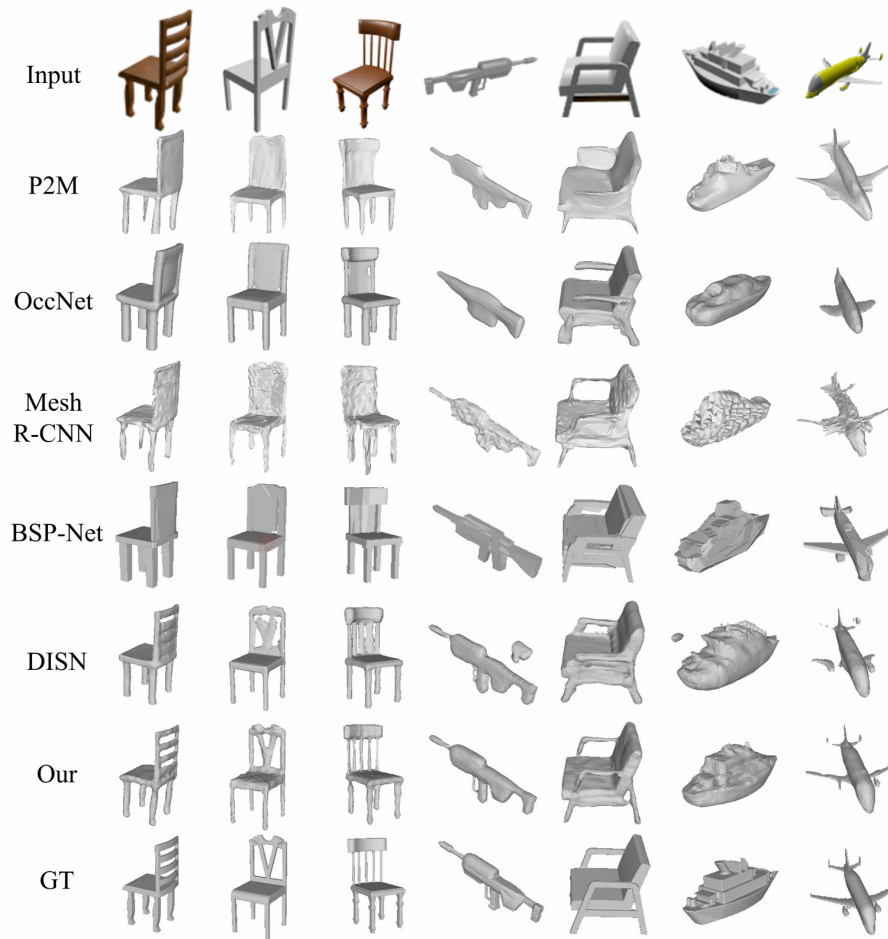 Input
P2M
OccNet
Mesh
R-CNN
BSP-Net
DISN
Our
GT